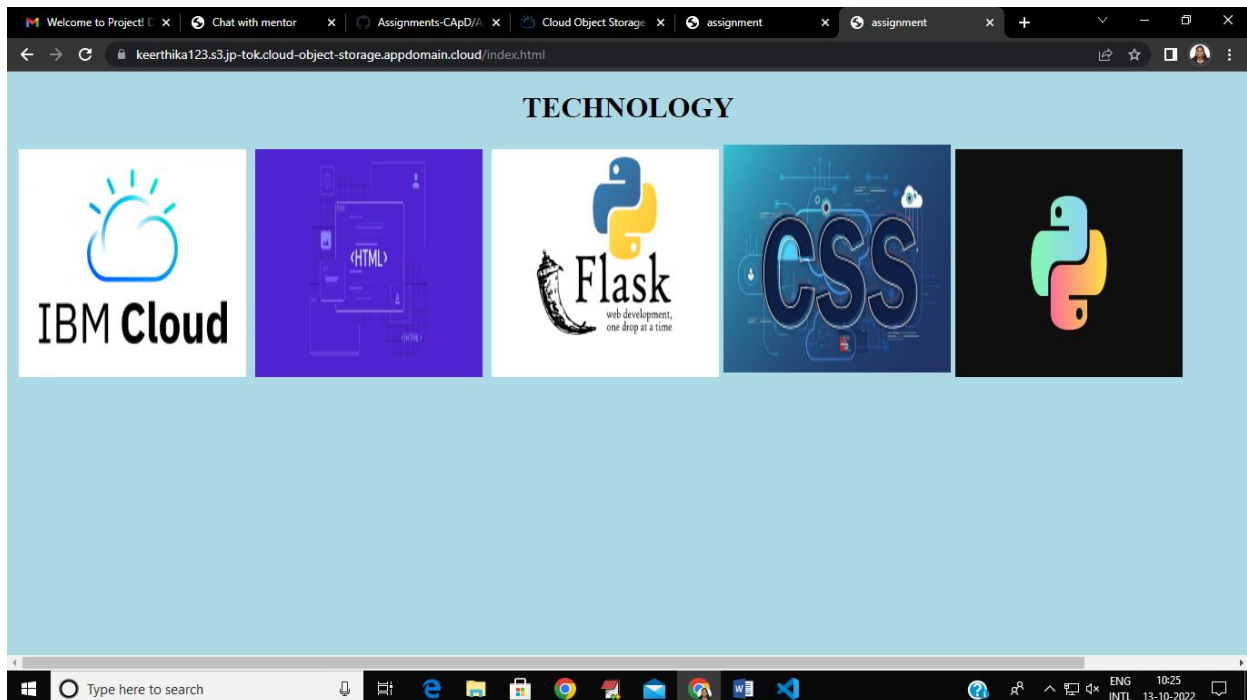 Welcome to Project! D
Chat with mentor
Assignments-CApD/A
Cloud Object Storage
assignment
assignment
keerthika123.s3.jp-tok.cloud-object-storage.appdomain.cloud/index.html
TECHNOLOGY
IBM Cloud
<HTML>
Flask
web development,
one drop at a time
CSS
Type here to search
ENG
INTL
10:25
13-10-2022